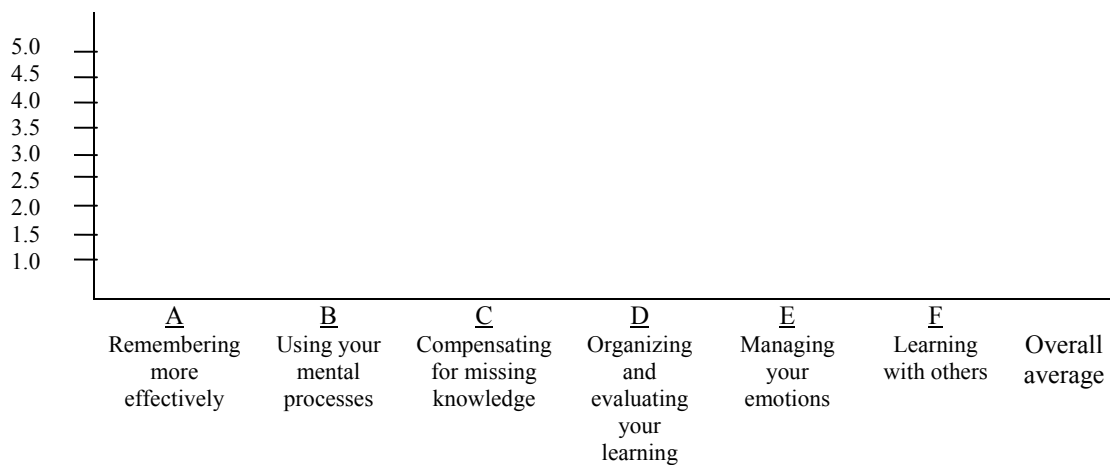 5.0
4.5
4.0
3.5
3.0
2.5
2.0
1.5
1.0
A
Remembering
more
effectively
B
Using your
mental
processes
C
Compensating
for missing
knowledge
D
Organizing
and
evaluating
your
learning
E
Managing
your
emotions
F
Learning
with others
Overall
average